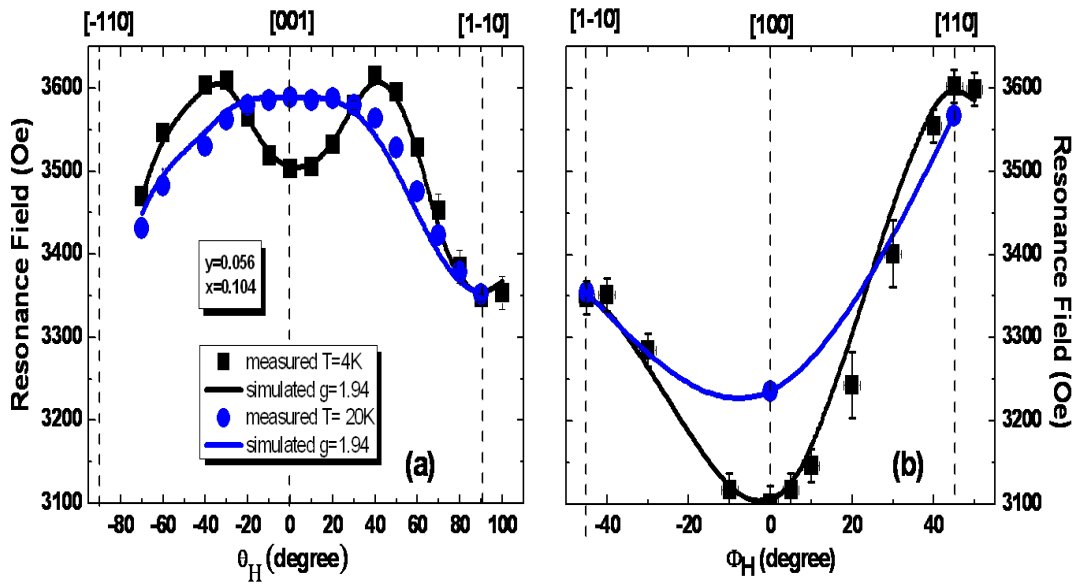 [-110] [001] [1-10]
3600
3500
3400
3300
3200
3100
Resonance Field (Oe)
y=0.056
x=0.104
measured T=4K
simulated g=1.94
measured T= 20K
simulated g=1.94
(a)
-80 -60 -40 -20 0 20 40 60 80 100
θH (degree)
[1-10] [100] [110]
3600
3500
3400
3300
3200
3100
Resonance Field (Oe)
(b)
-40 -20 0 20 40
ΦH (degree)